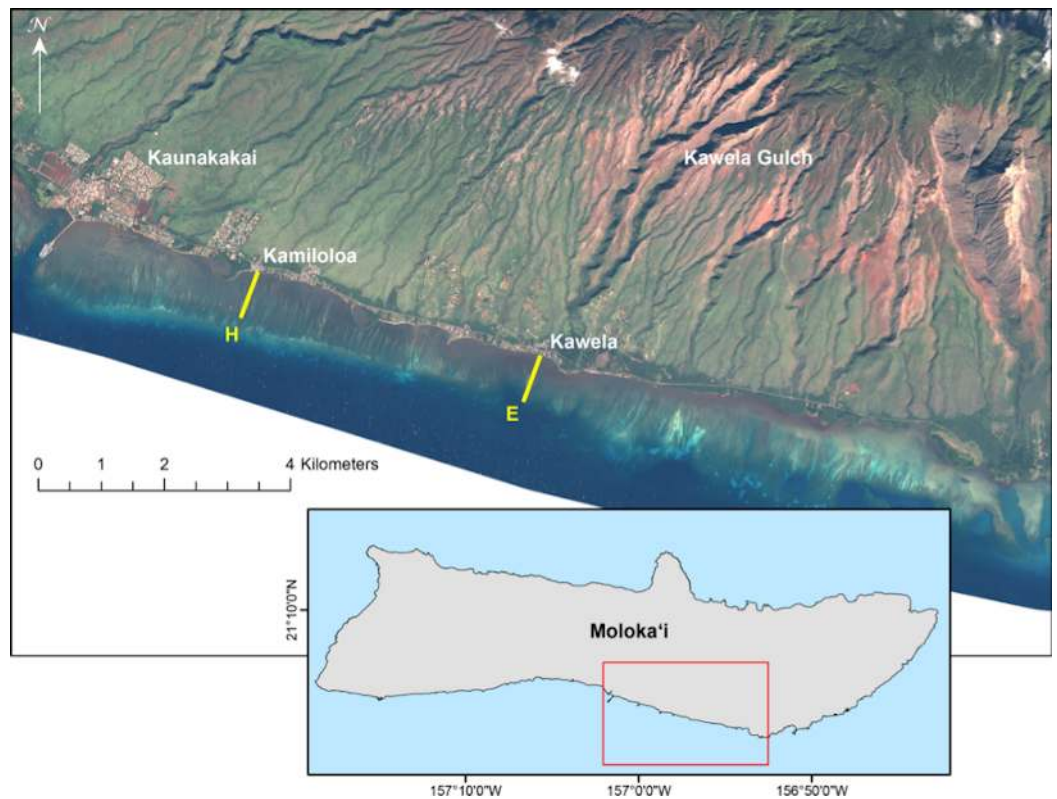 N
Kaunakakai
Kawela Gulch
Kamiloloa
H
Kawela
E
0 1 2 4 Kilometers
21°10'0"N
Molokaʻi
157°10'0"W
157°0'0"W
156°50'0"W